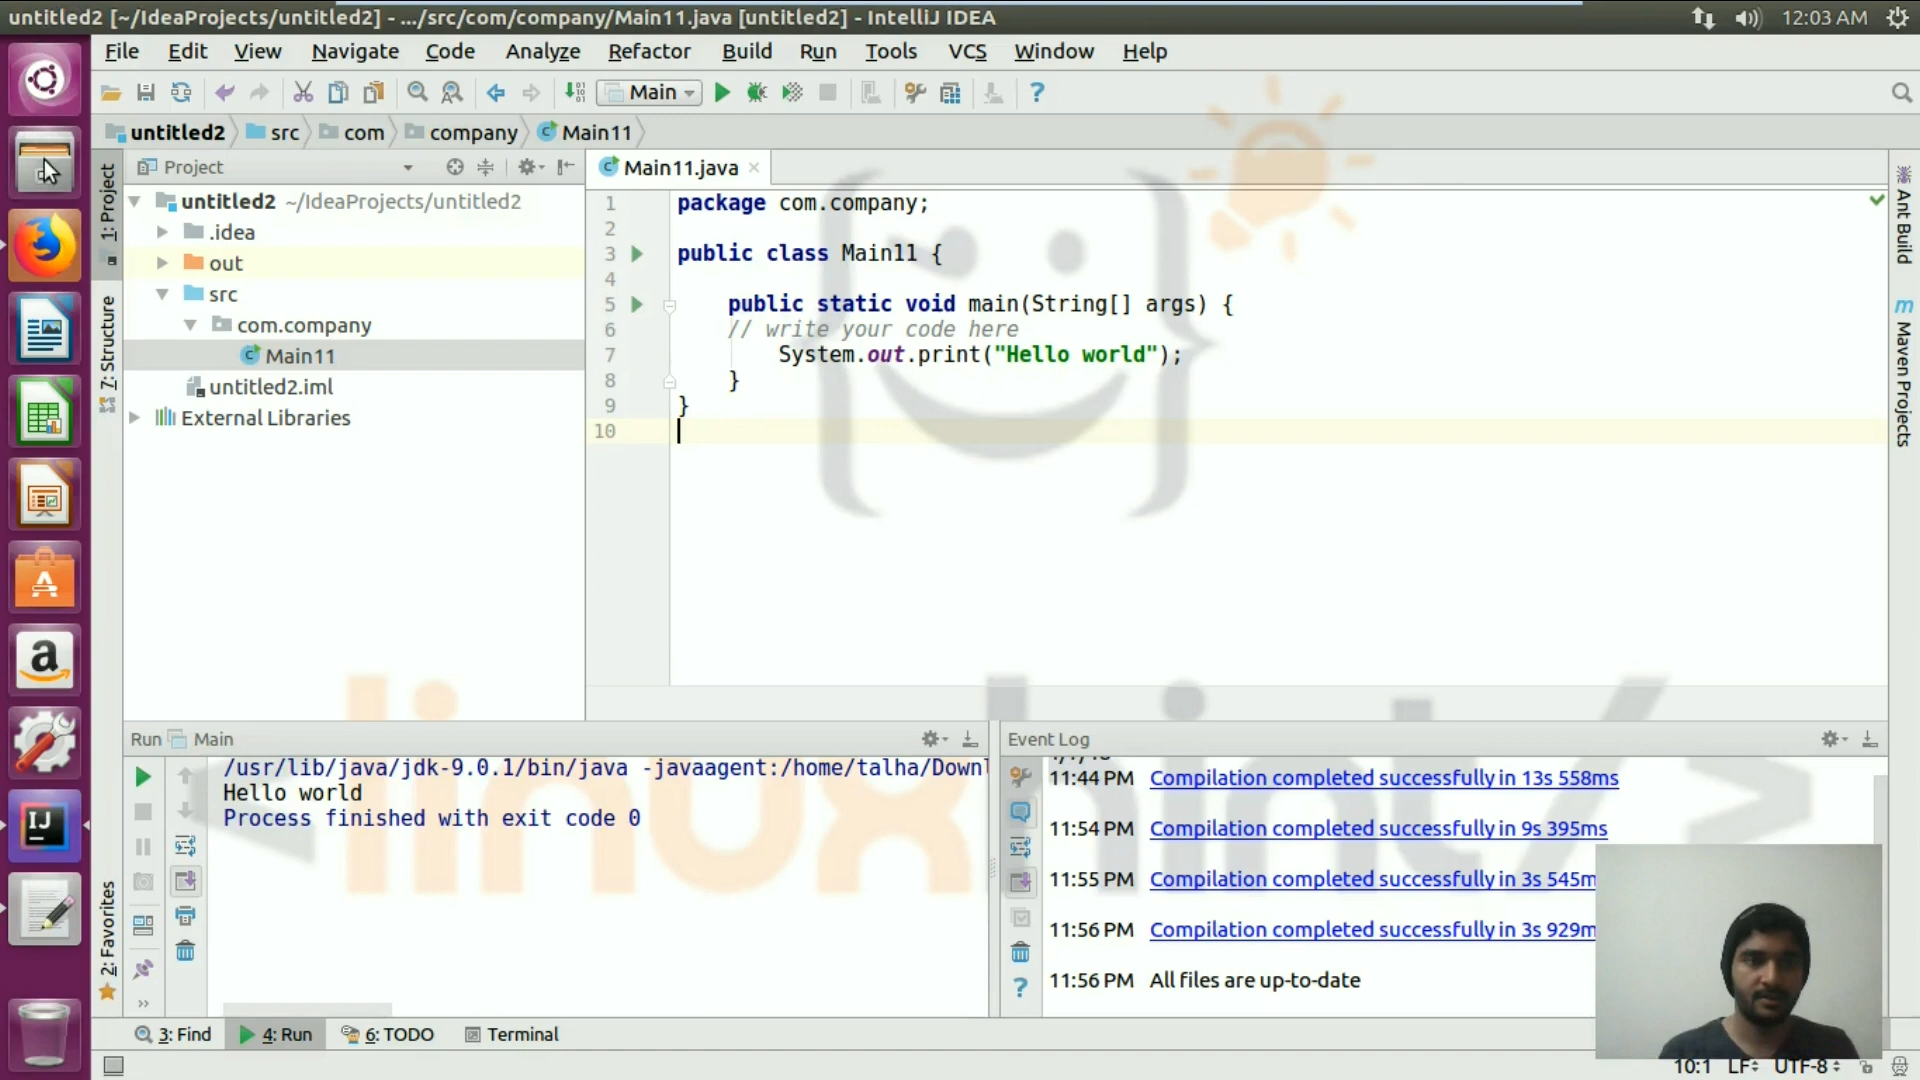 untitled2 [~/IdeaProjects/untitled2] - .../src/com/company/Main11.java [untitled2] - IntelliJ IDEA
12:03 AM
File Edit View Navigate Code Analyze Refactor Build Run Tools VCS Window Help
Main
untitled2 src com company Main11
Project
Main11.java
1: Project
7: Structure
2: Favorites
untitled2 ~/IdeaProjects/untitled2
.idea
out
src
com.company
Main11
untitled2.iml
External Libraries
1 package com.company;
2
3 public class Main11 {
4
5 public static void main(String[] args) {
6 // write your code here
7 System.out.print("Hello world");
8 }
9 }
10
Ant Build
m Maven Projects
Run Main
/usr/lib/java/jdk-9.0.1/bin/java -javaagent:/home/talha/Downl
Hello world
Process finished with exit code 0
Event Log
11:44 PM Compilation completed successfully in 13s 558ms
11:54 PM Compilation completed successfully in 9s 395ms
11:55 PM Compilation completed successfully in 3s 545m
11:56 PM Compilation completed successfully in 3s 929m
11:56 PM All files are up-to-date
linuxhint
3: Find 4: Run 6: TODO Terminal
10:1 LF UTF-8